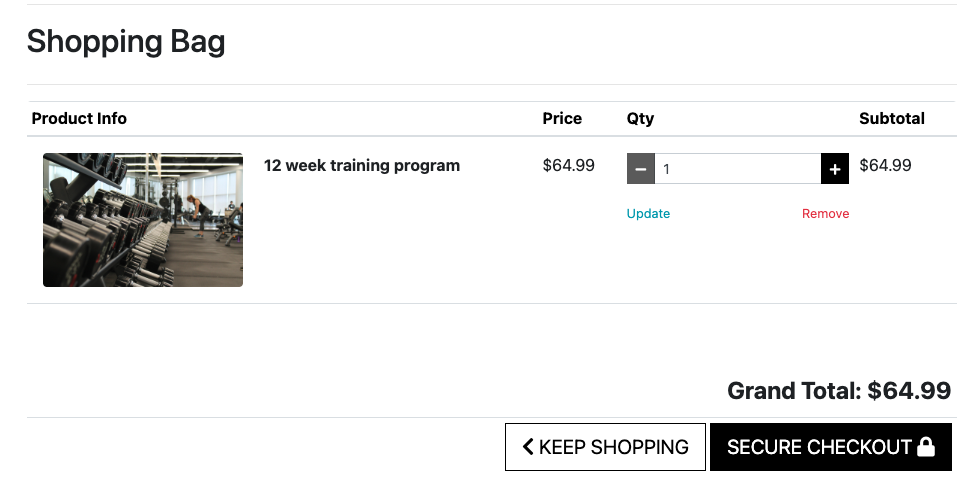 Shopping Bag
Product Info Price Qty Subtotal
12 week training program $64.99 − 1 + $64.99
Update Remove
Grand Total: $64.99
KEEP SHOPPING SECURE CHECKOUT